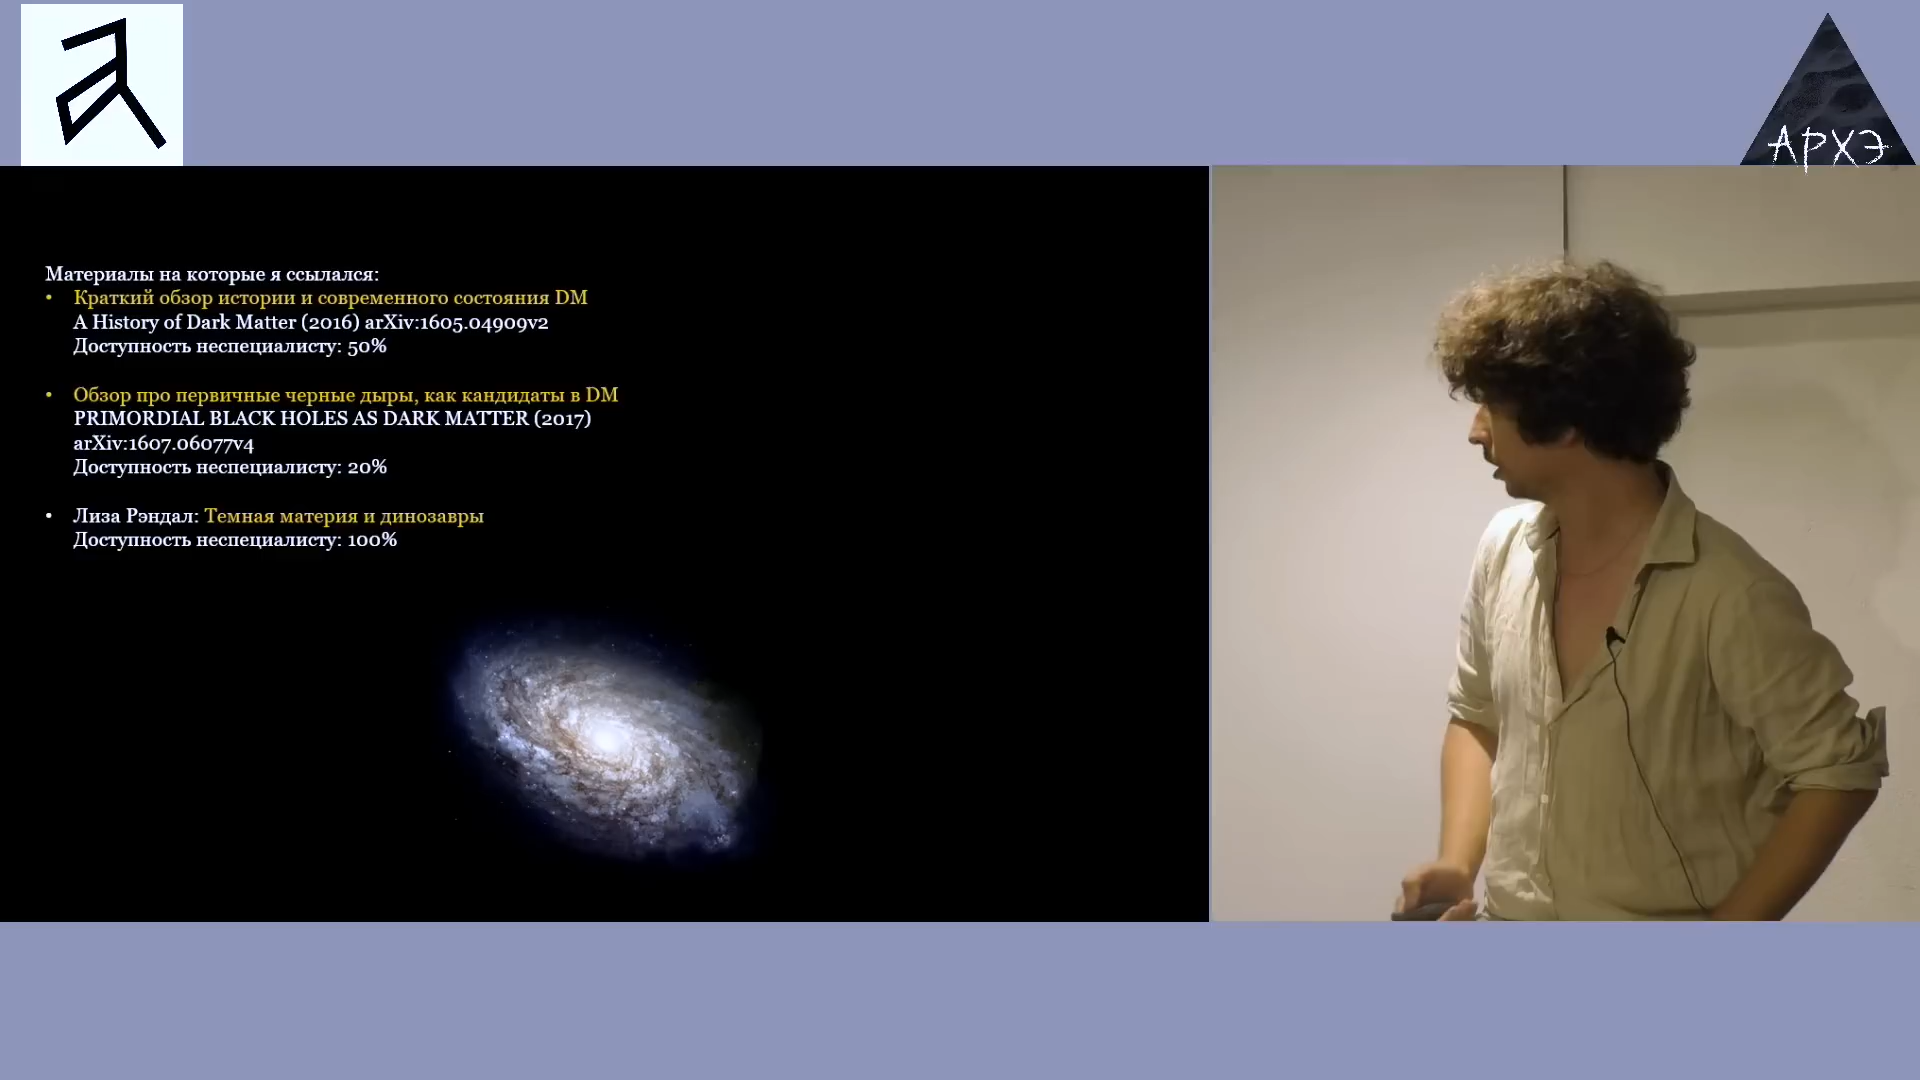 АРХЭ
Материалы на которые я ссылался:
• Краткий обзор истории и современного состояния DM
A History of Dark Matter (2016) arXiv:1605.04909v2
Доступность неспециалисту: 50%
• Обзор про первичные черные дыры, как кандидаты в DM
PRIMORDIAL BLACK HOLES AS DARK MATTER (2017)
arXiv:1607.06077v4
Доступность неспециалисту: 20%
• Лиза Рэндал: Темная материя и динозавры
Доступность неспециалисту: 100%